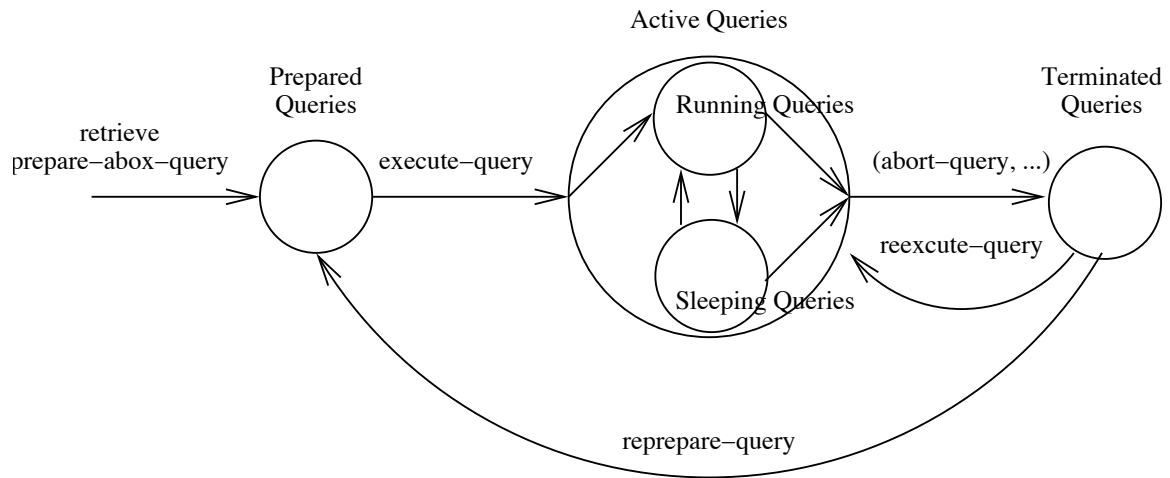 Active Queries
Prepared
Queries
Terminated
Queries
retrieve
prepare−abox−query
execute−query
Running Queries
Sleeping Queries
(abort−query, ...)
reexcute−query
reprepare−query